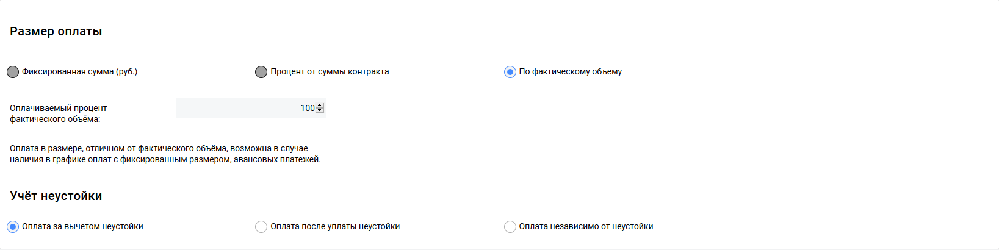 Размер оплаты
Фиксированная сумма (руб.)
Процент от суммы контракта
По фактическому объему
Оплачиваемый процент
фактического объёма:
100
Оплата в размере, отличном от фактического объёма, возможна в случае
наличия в графике оплат с фиксированным размером, авансовых платежей.
Учёт неустойки
Оплата за вычетом неустойки
Оплата после уплаты неустойки
Оплата независимо от неустойки